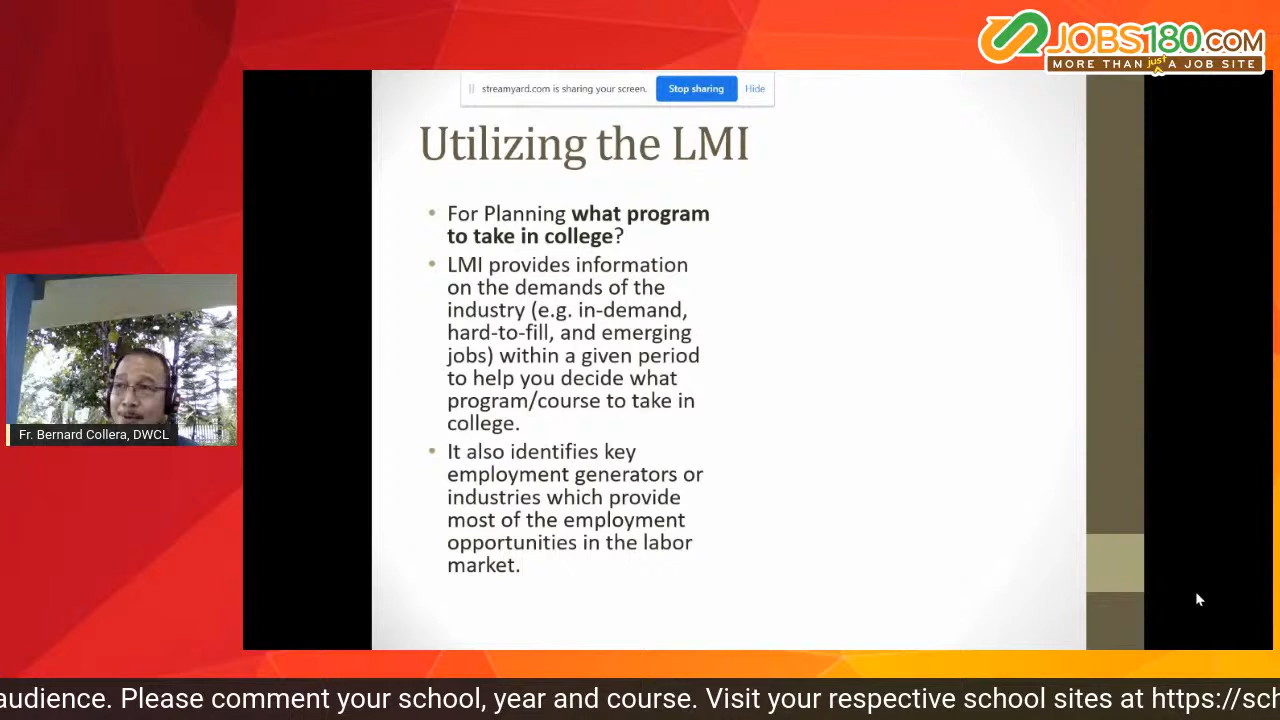 JOBS180.COM
MORE THAN just A JOB SITE
streamyard.com is sharing your screen.
Stop sharing
Hide
Utilizing the LMI
• For Planning what program
to take in college?
• LMI provides information
on the demands of the
industry (e.g. in-demand,
hard-to-fill, and emerging
jobs) within a given period
to help you decide what
program/course to take in
college.
• It also identifies key
employment generators or
industries which provide
most of the employment
opportunities in the labor
market.
Fr. Bernard Collera, DWCL
audience. Please comment your school, year and course. Visit your respective school sites at https://sch